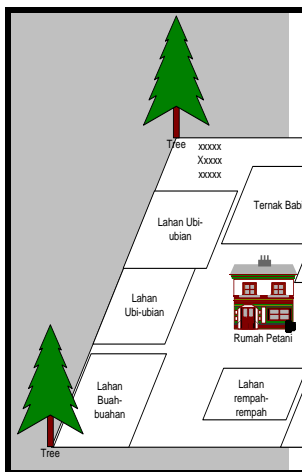 Tree
xxxxx
Xxxxx
xxxxx
Ternak Babi
Lahan Ubi-
ubian
Lahan
Ubi-ubian
Rumah Petani
Lahan
Buah-
buahan
Lahan
rempah-
rempah
Tree